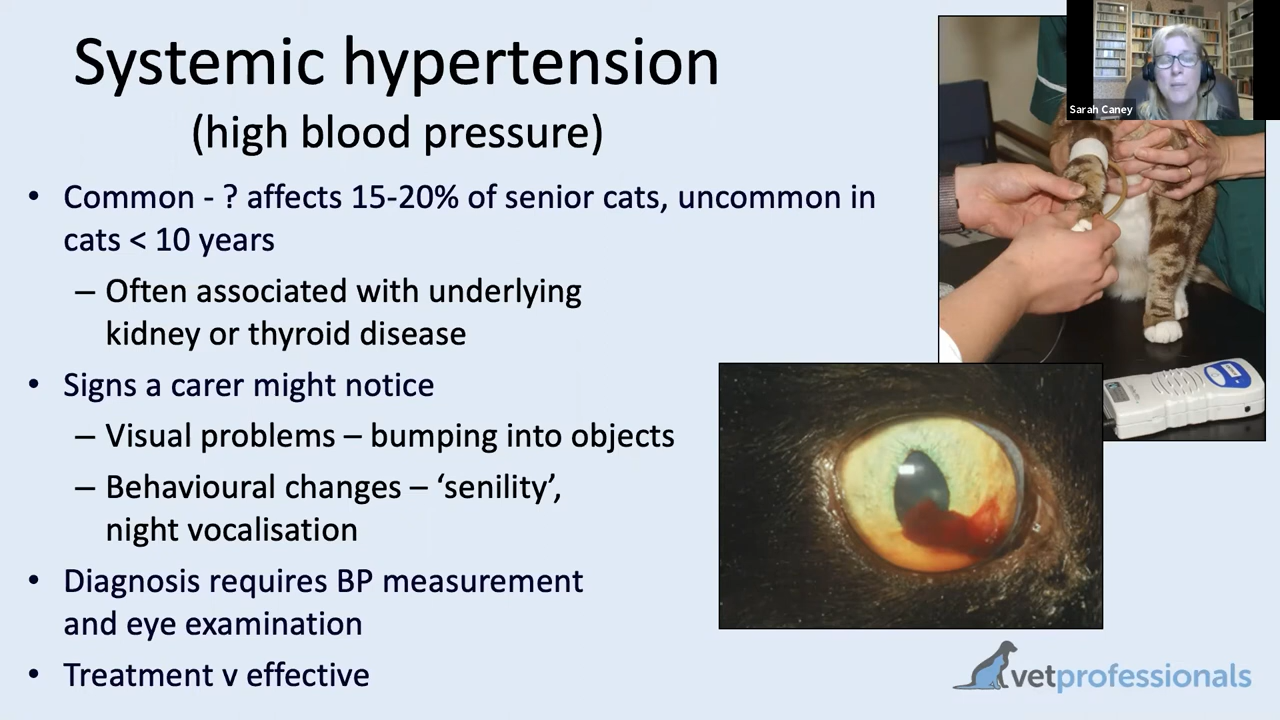 Systemic hypertension
(high blood pressure)
• Common - ? affects 15-20% of senior cats, uncommon in
cats < 10 years
– Often associated with underlying
kidney or thyroid disease
• Signs a carer might notice
– Visual problems – bumping into objects
– Behavioural changes – ‘senility’,
night vocalisation
• Diagnosis requires BP measurement
and eye examination
• Treatment v effective
Sarah Caney
vetprofessionals